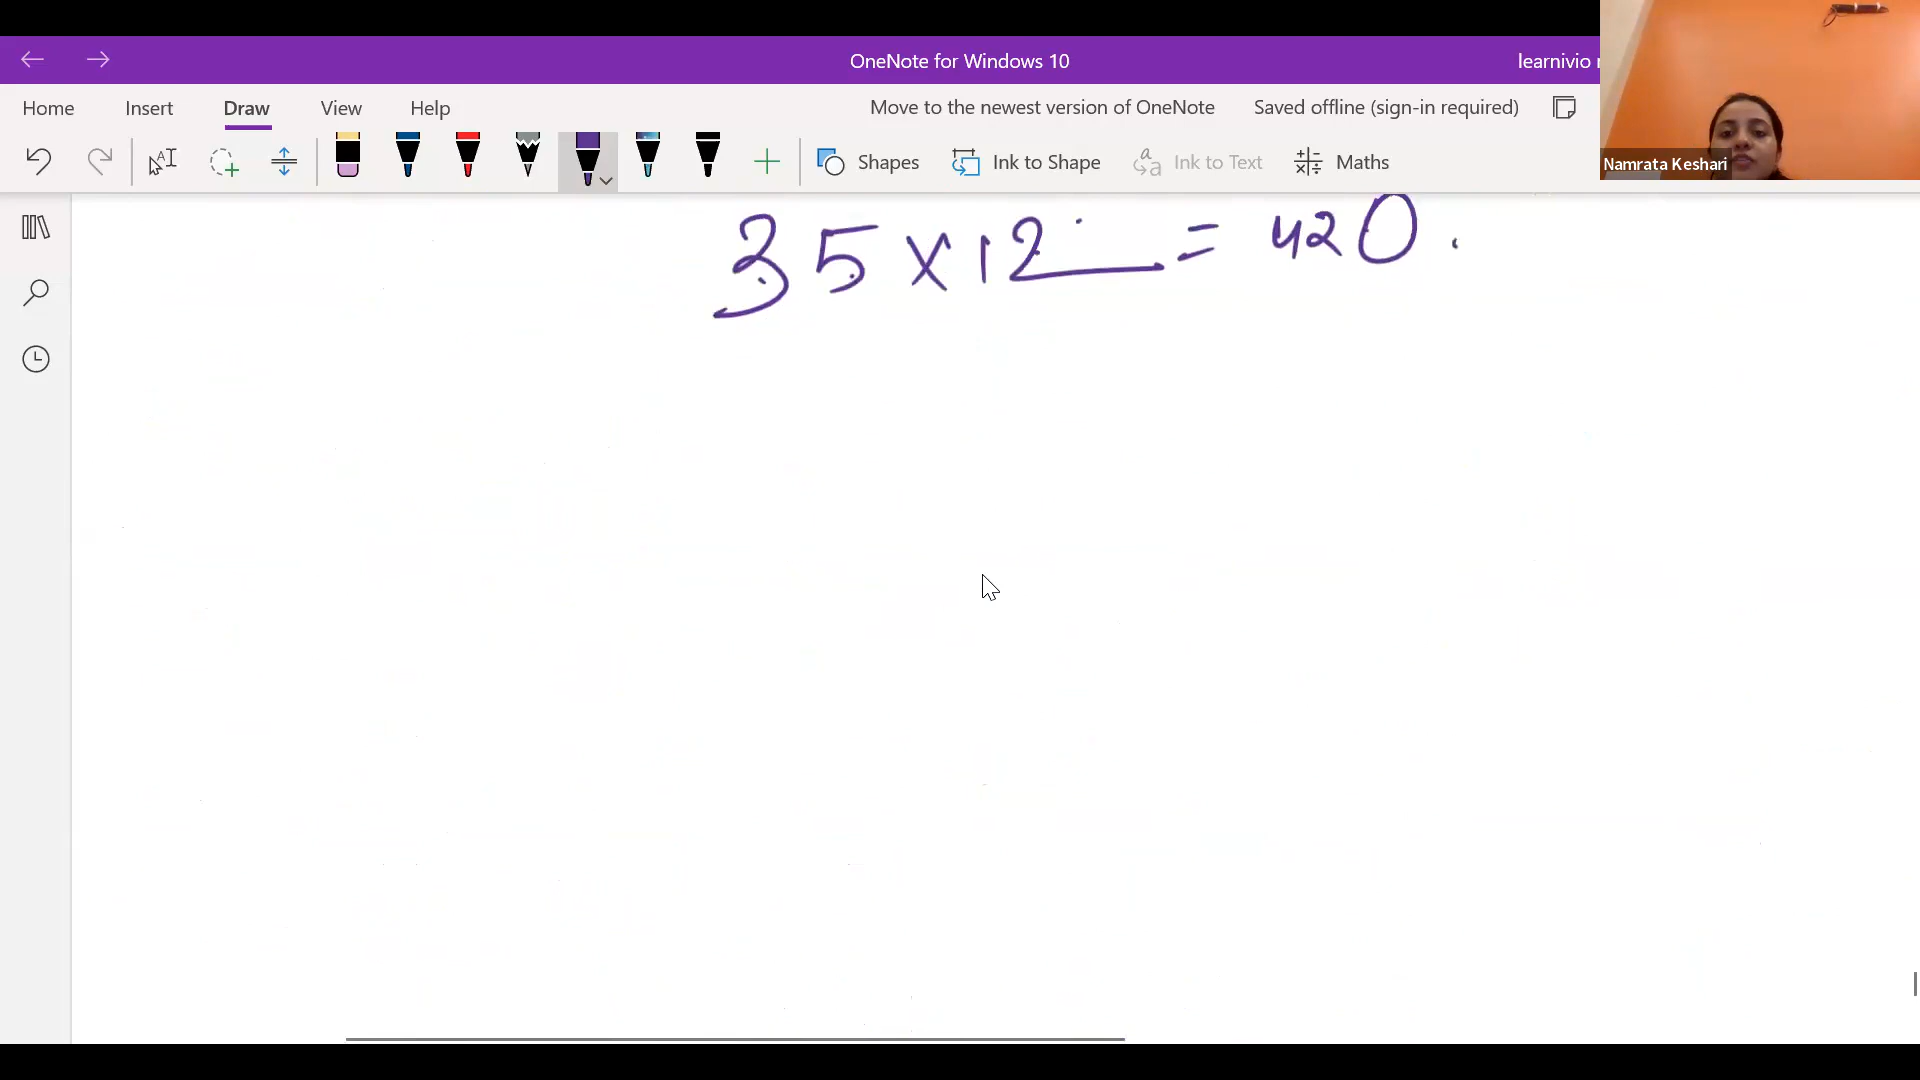 OneNote for Windows 10
learnivio
Home Insert Draw View Help
Move to the newest version of OneNote Saved offline (sign-in required)
Shapes Ink to Shape Ink to Text Maths
Namrata Keshari
35 × 12 = 420.